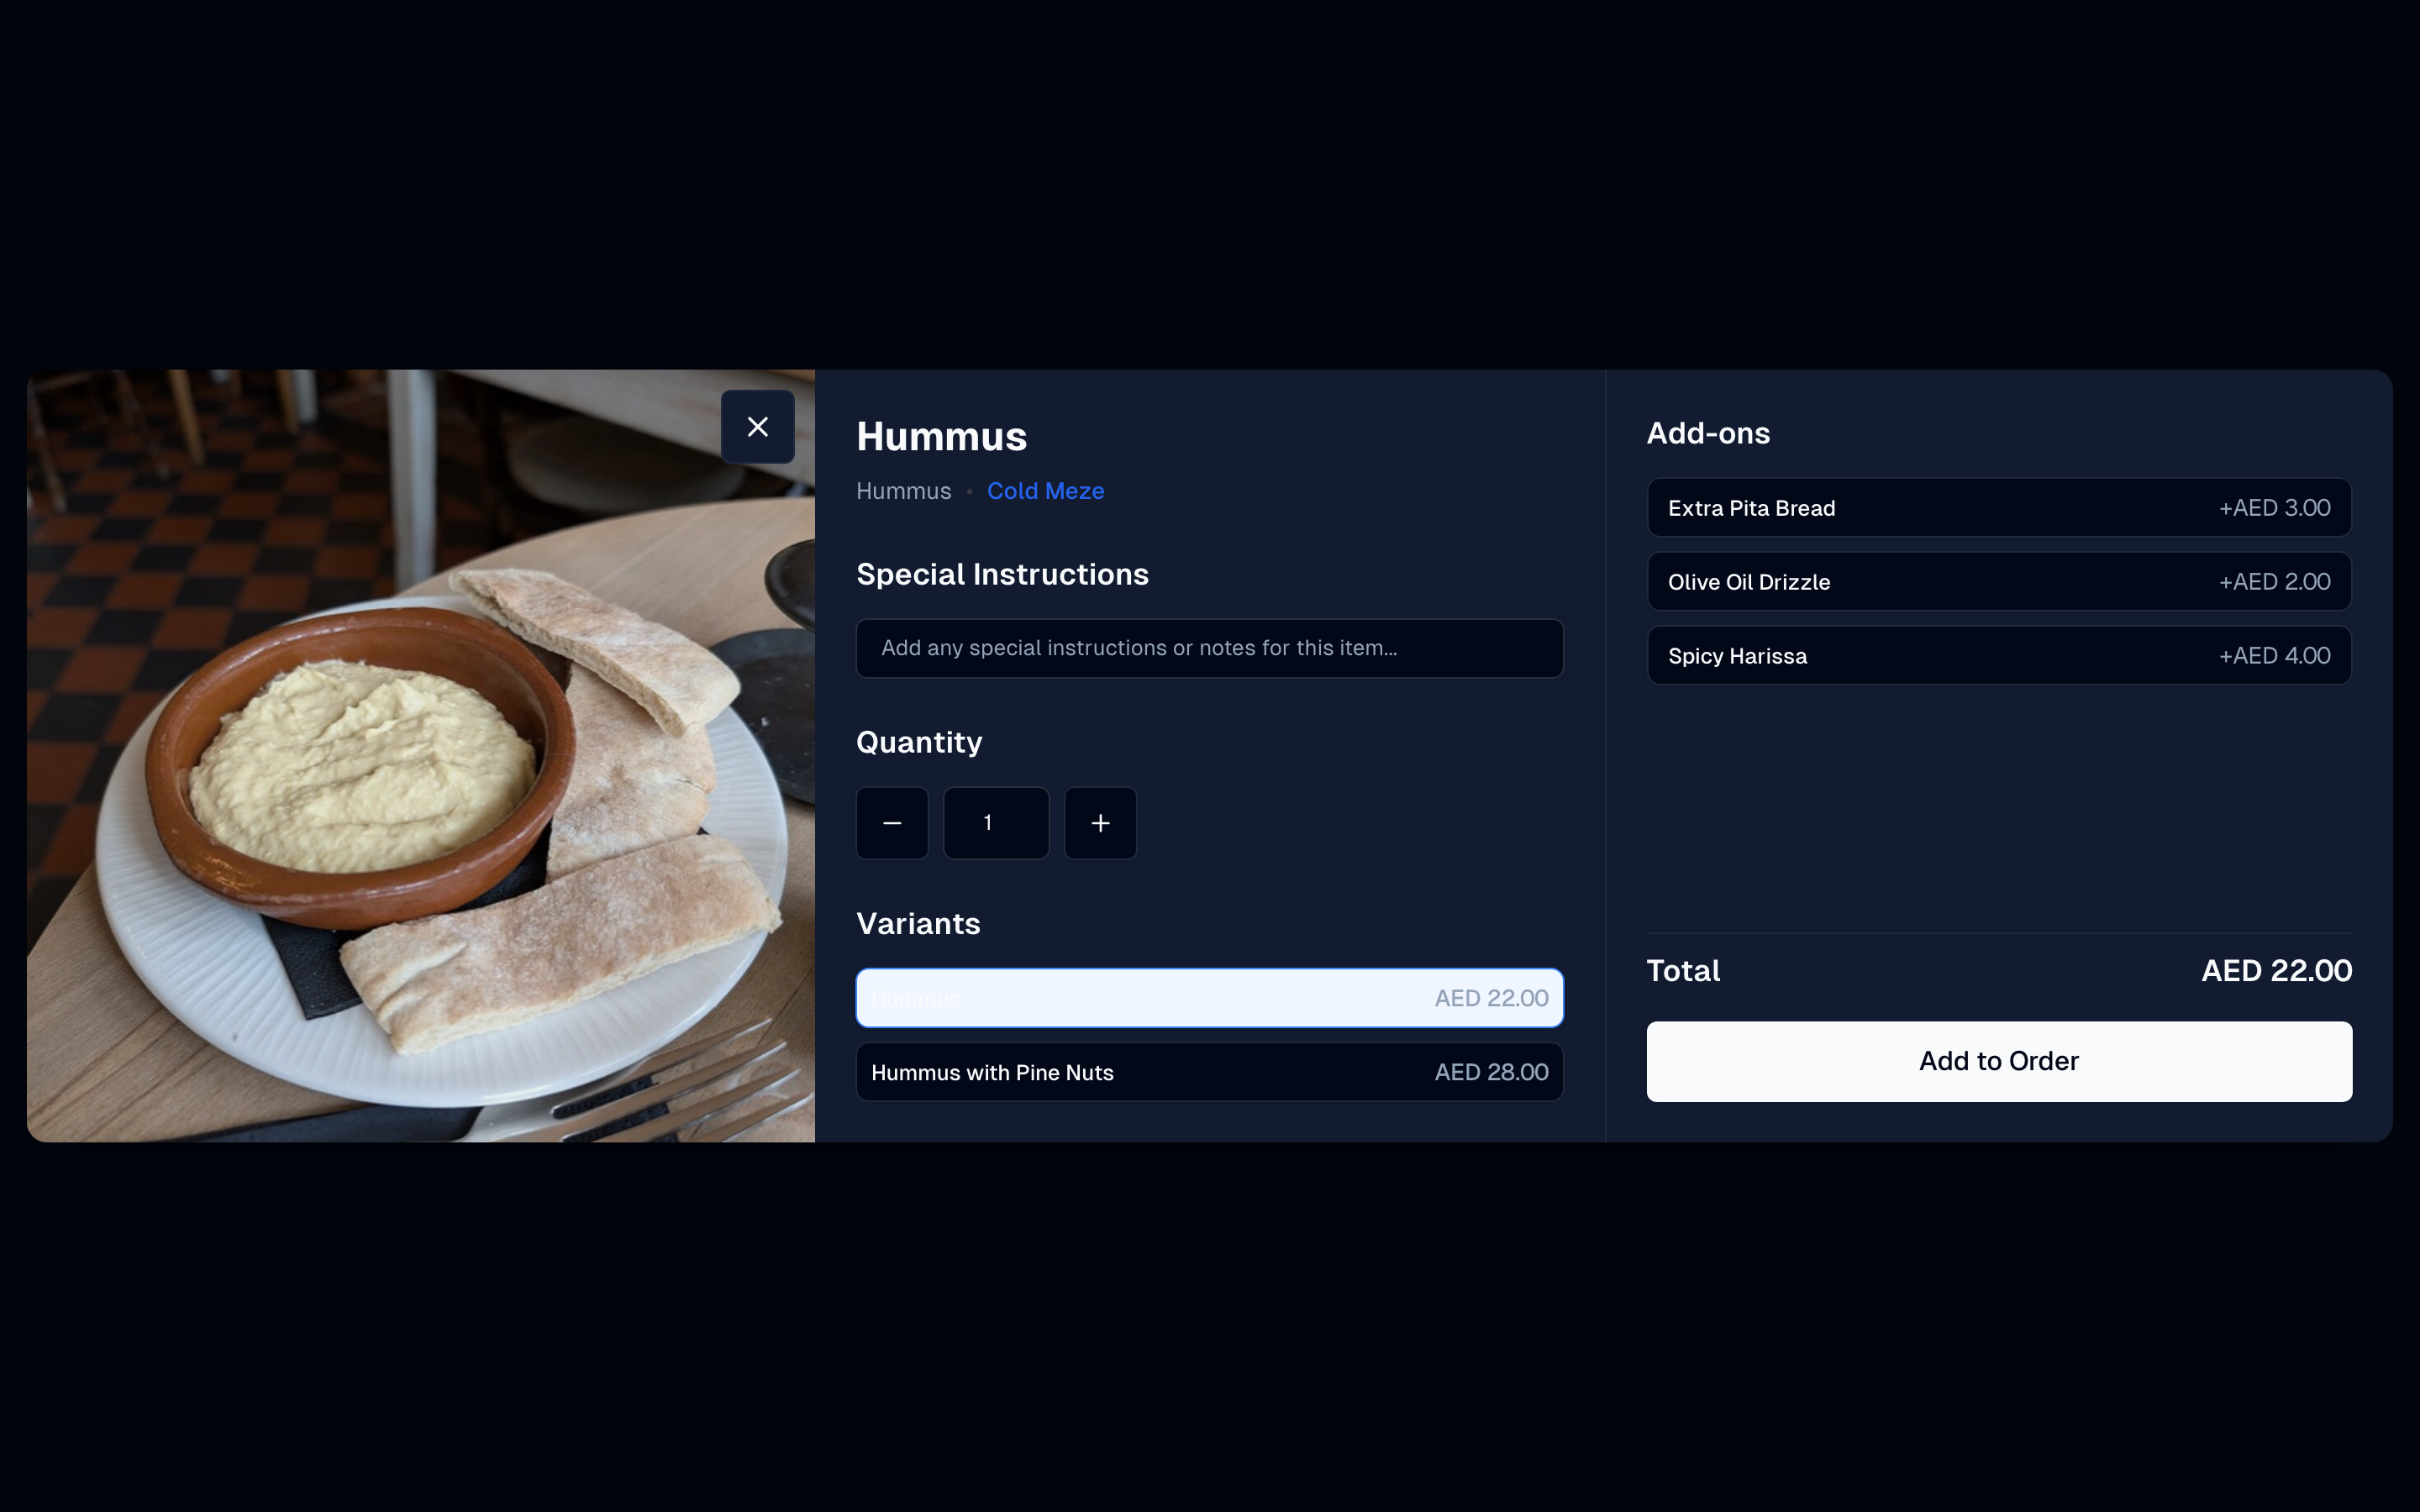 Hummus
Hummus • Cold Meze
Special Instructions
Add any special instructions or notes for this item...
Quantity
1
Variants
Hummus AED 22.00
Hummus with Pine Nuts AED 28.00
Add-ons
Extra Pita Bread +AED 3.00
Olive Oil Drizzle +AED 2.00
Spicy Harissa +AED 4.00
Total AED 22.00
Add to Order